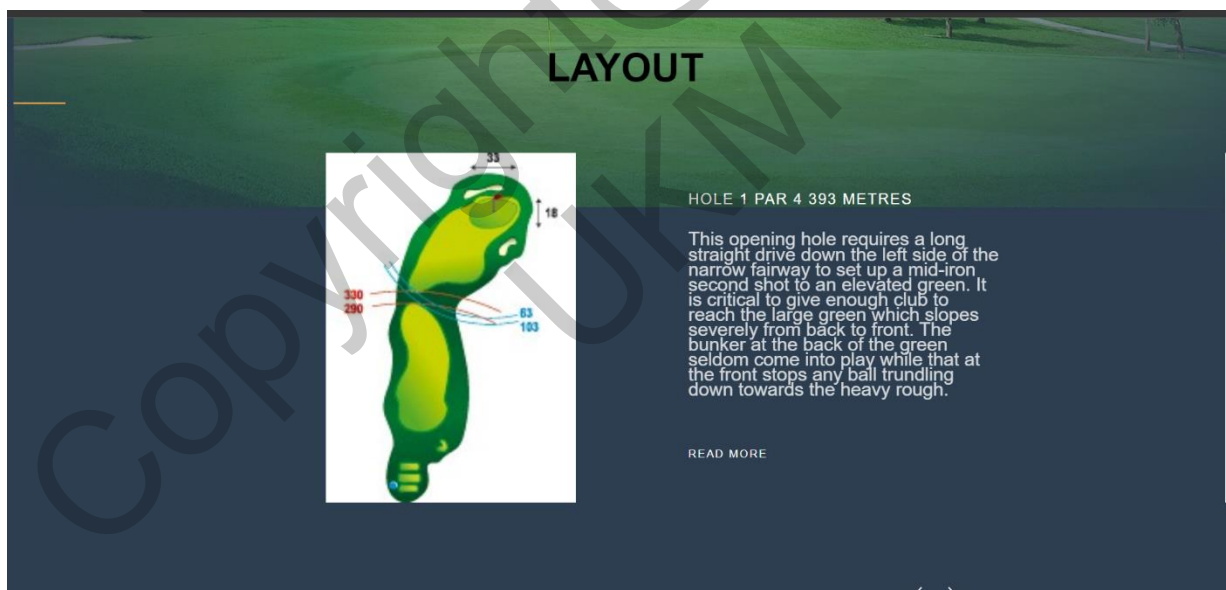 LAYOUT
33
18
330
290
63
103
HOLE 1 PAR 4 393 METRES
This opening hole requires a long
straight drive down the left side of the
narrow fairway to set up a mid-iron
second shot to an elevated green. It
is critical to give enough club to
reach the large green which slopes
severely from back to front. The
bunker at the back of the green
seldom come into play while that at
the front stops any ball trundling
down towards the heavy rough.
READ MORE
Copyright
UKM